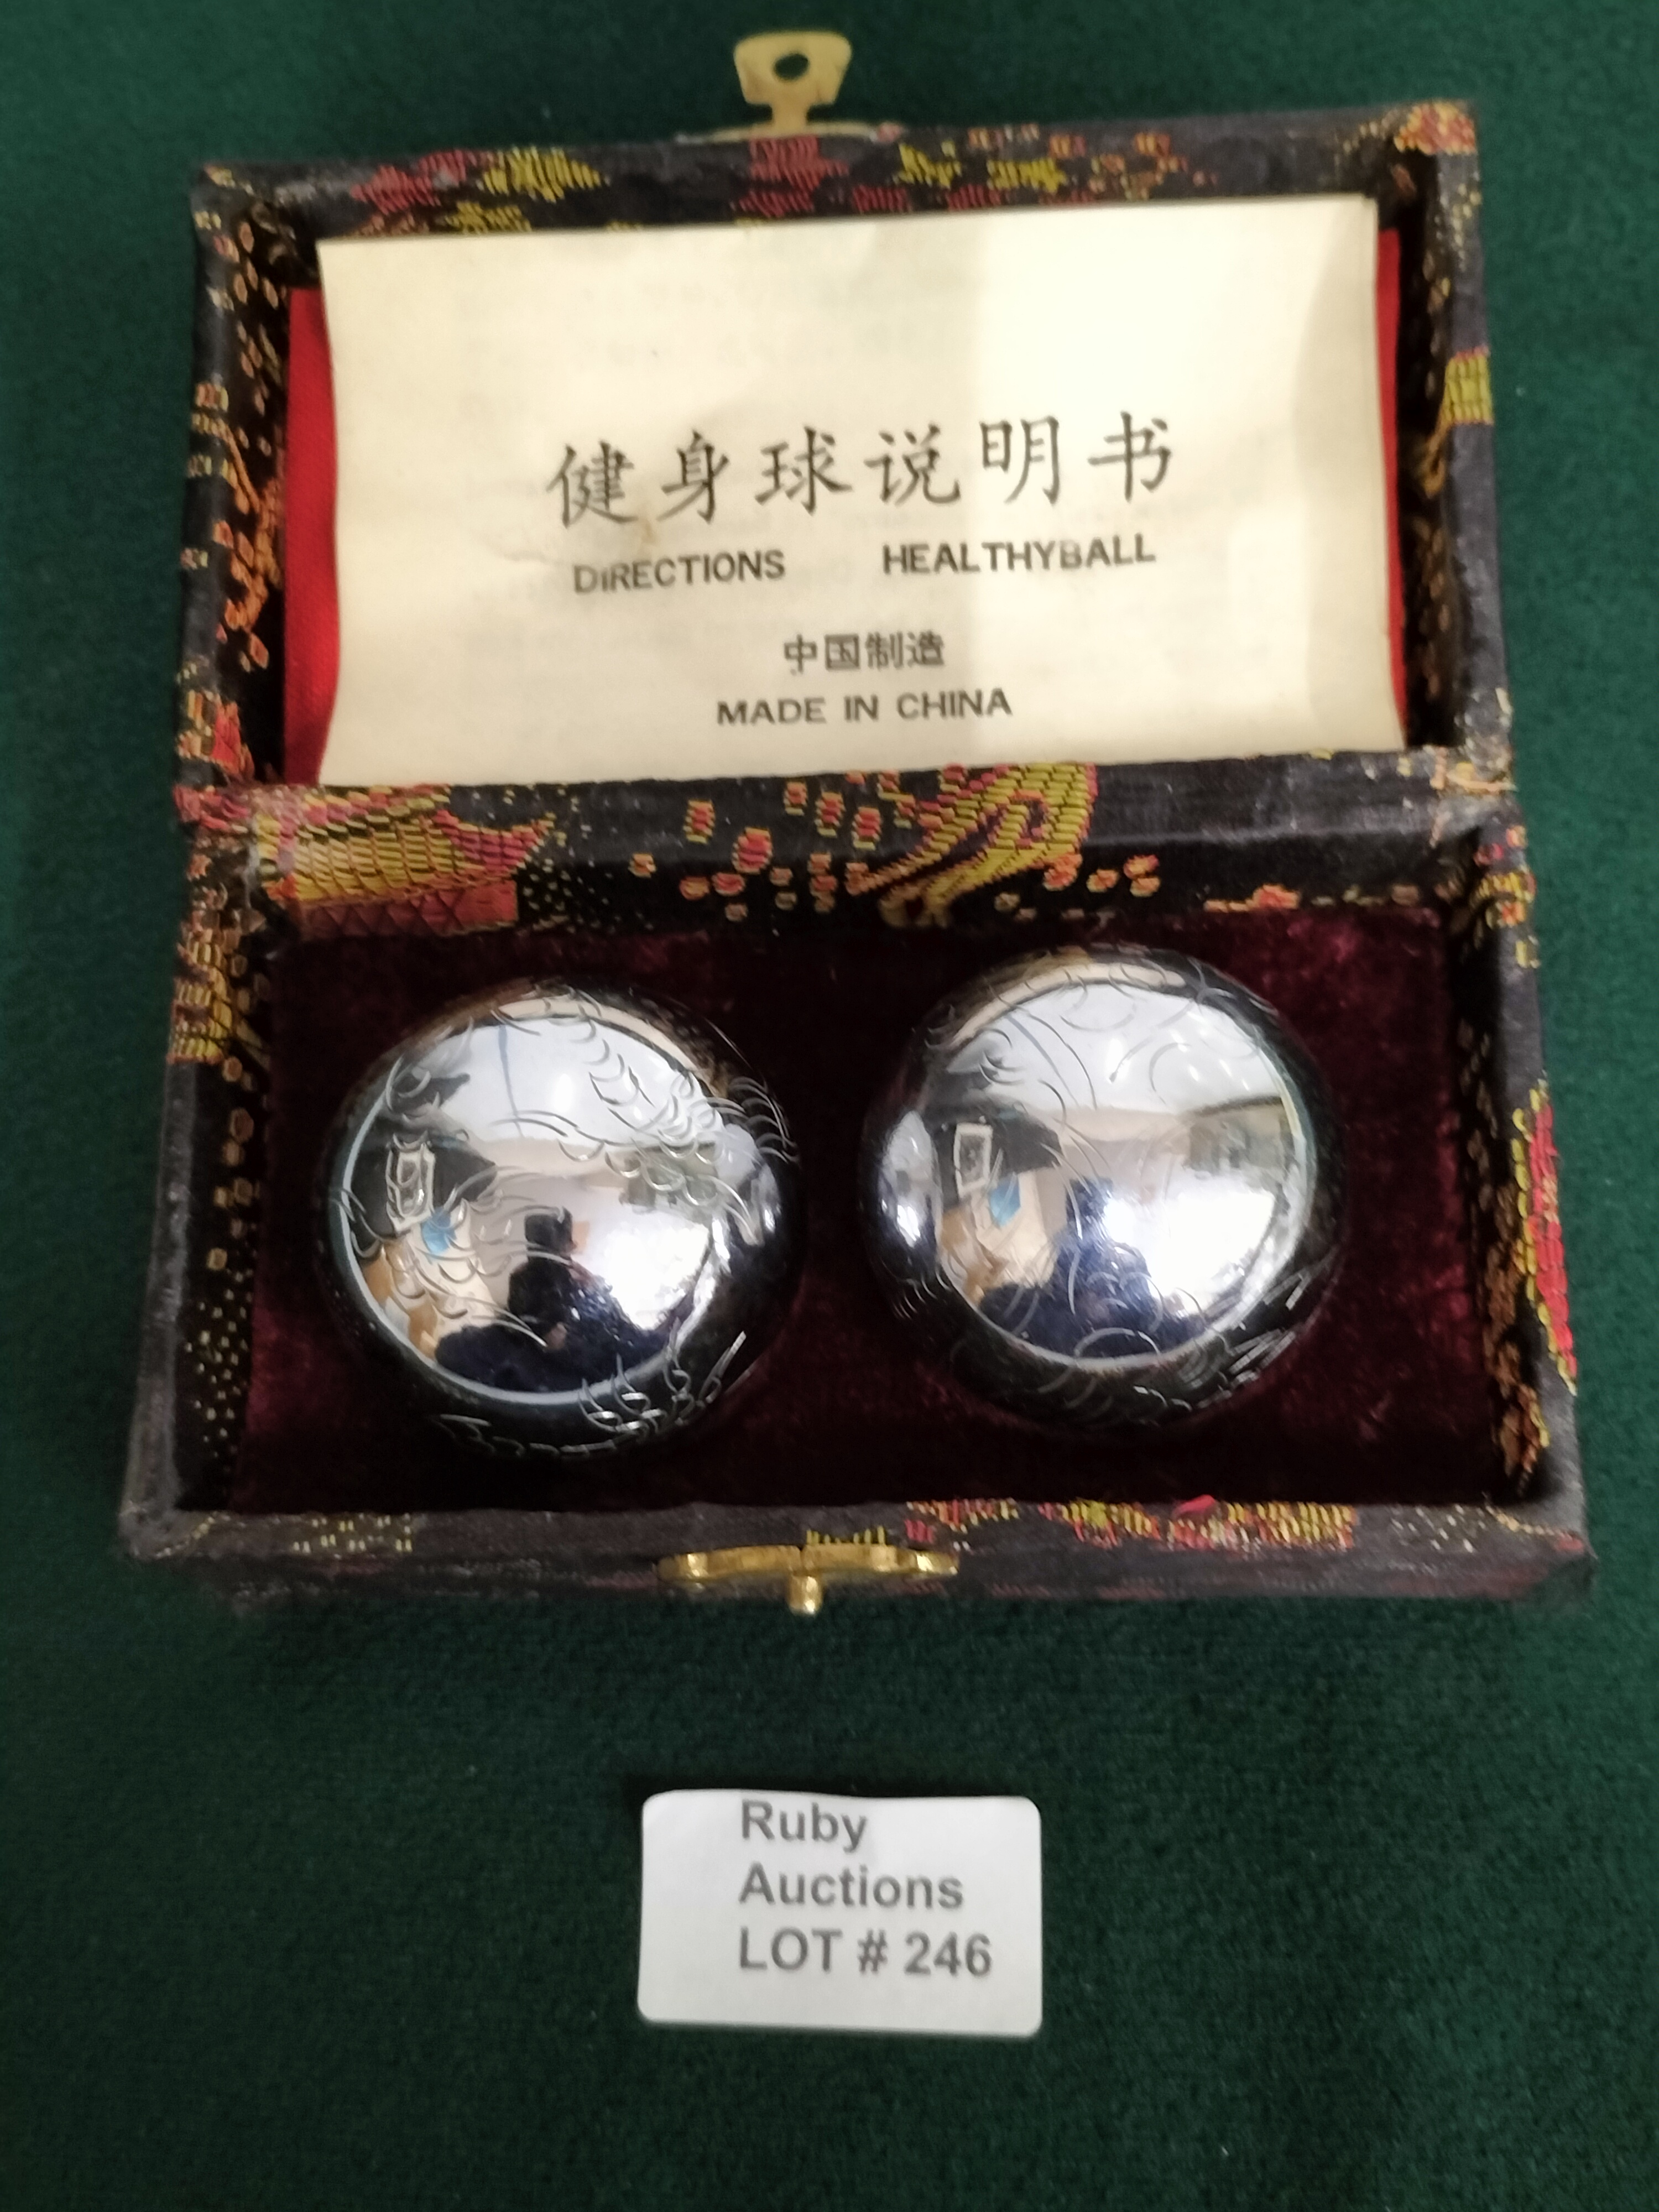 健身球说明书
DIRECTIONS HEALTHYBALL
中国制造
MADE IN CHINA
Ruby
Auctions
LOT # 246